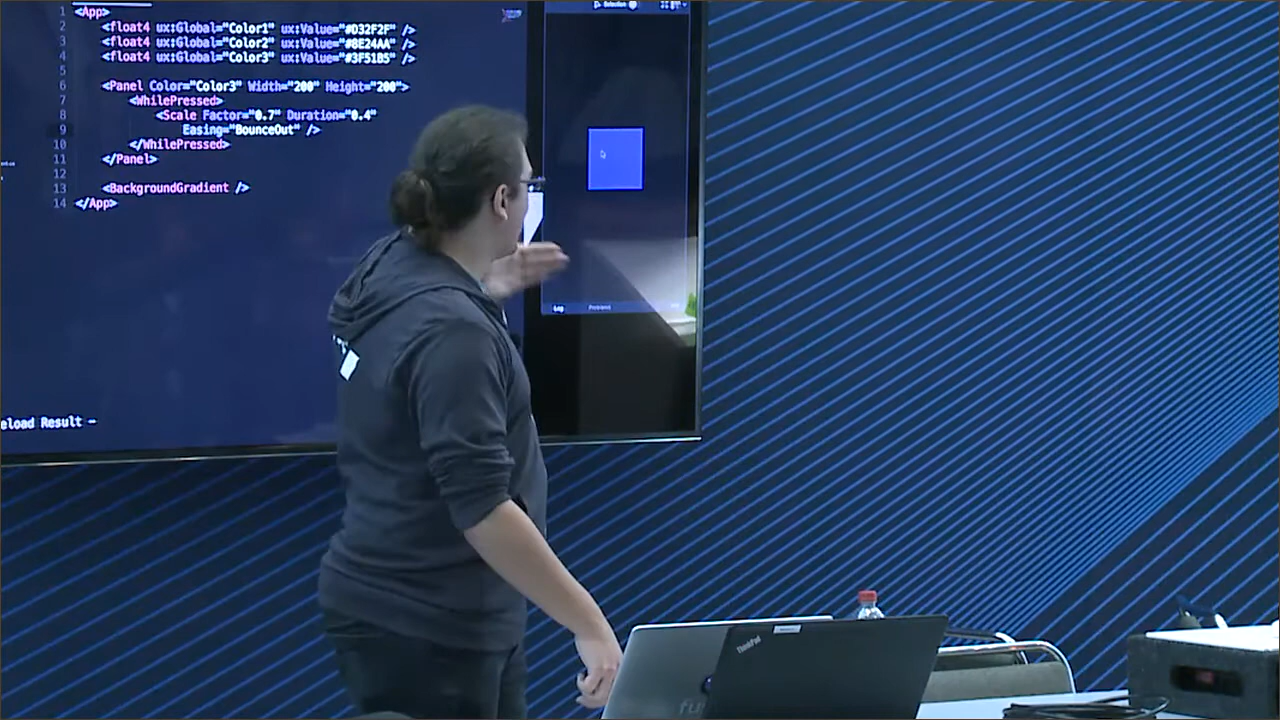 1 <App>
2 <float4 ux:Global="Color1" ux:Value="#D32F2F" />
3 <float4 ux:Global="Color2" ux:Value="#8E24AA" />
4 <float4 ux:Global="Color3" ux:Value="#3F51B5" />
5
6 <Panel Color="Color3" Width="200" Height="200">
7 <WhilePressed>
8 <Scale Factor="0.7" Duration="0.4"
9 Easing="BounceOut" />
10 </WhilePressed>
11 </Panel>
12
13 <BackgroundGradient />
14 </App>
eload Result —
Selection
Log Problems
ThinkPad